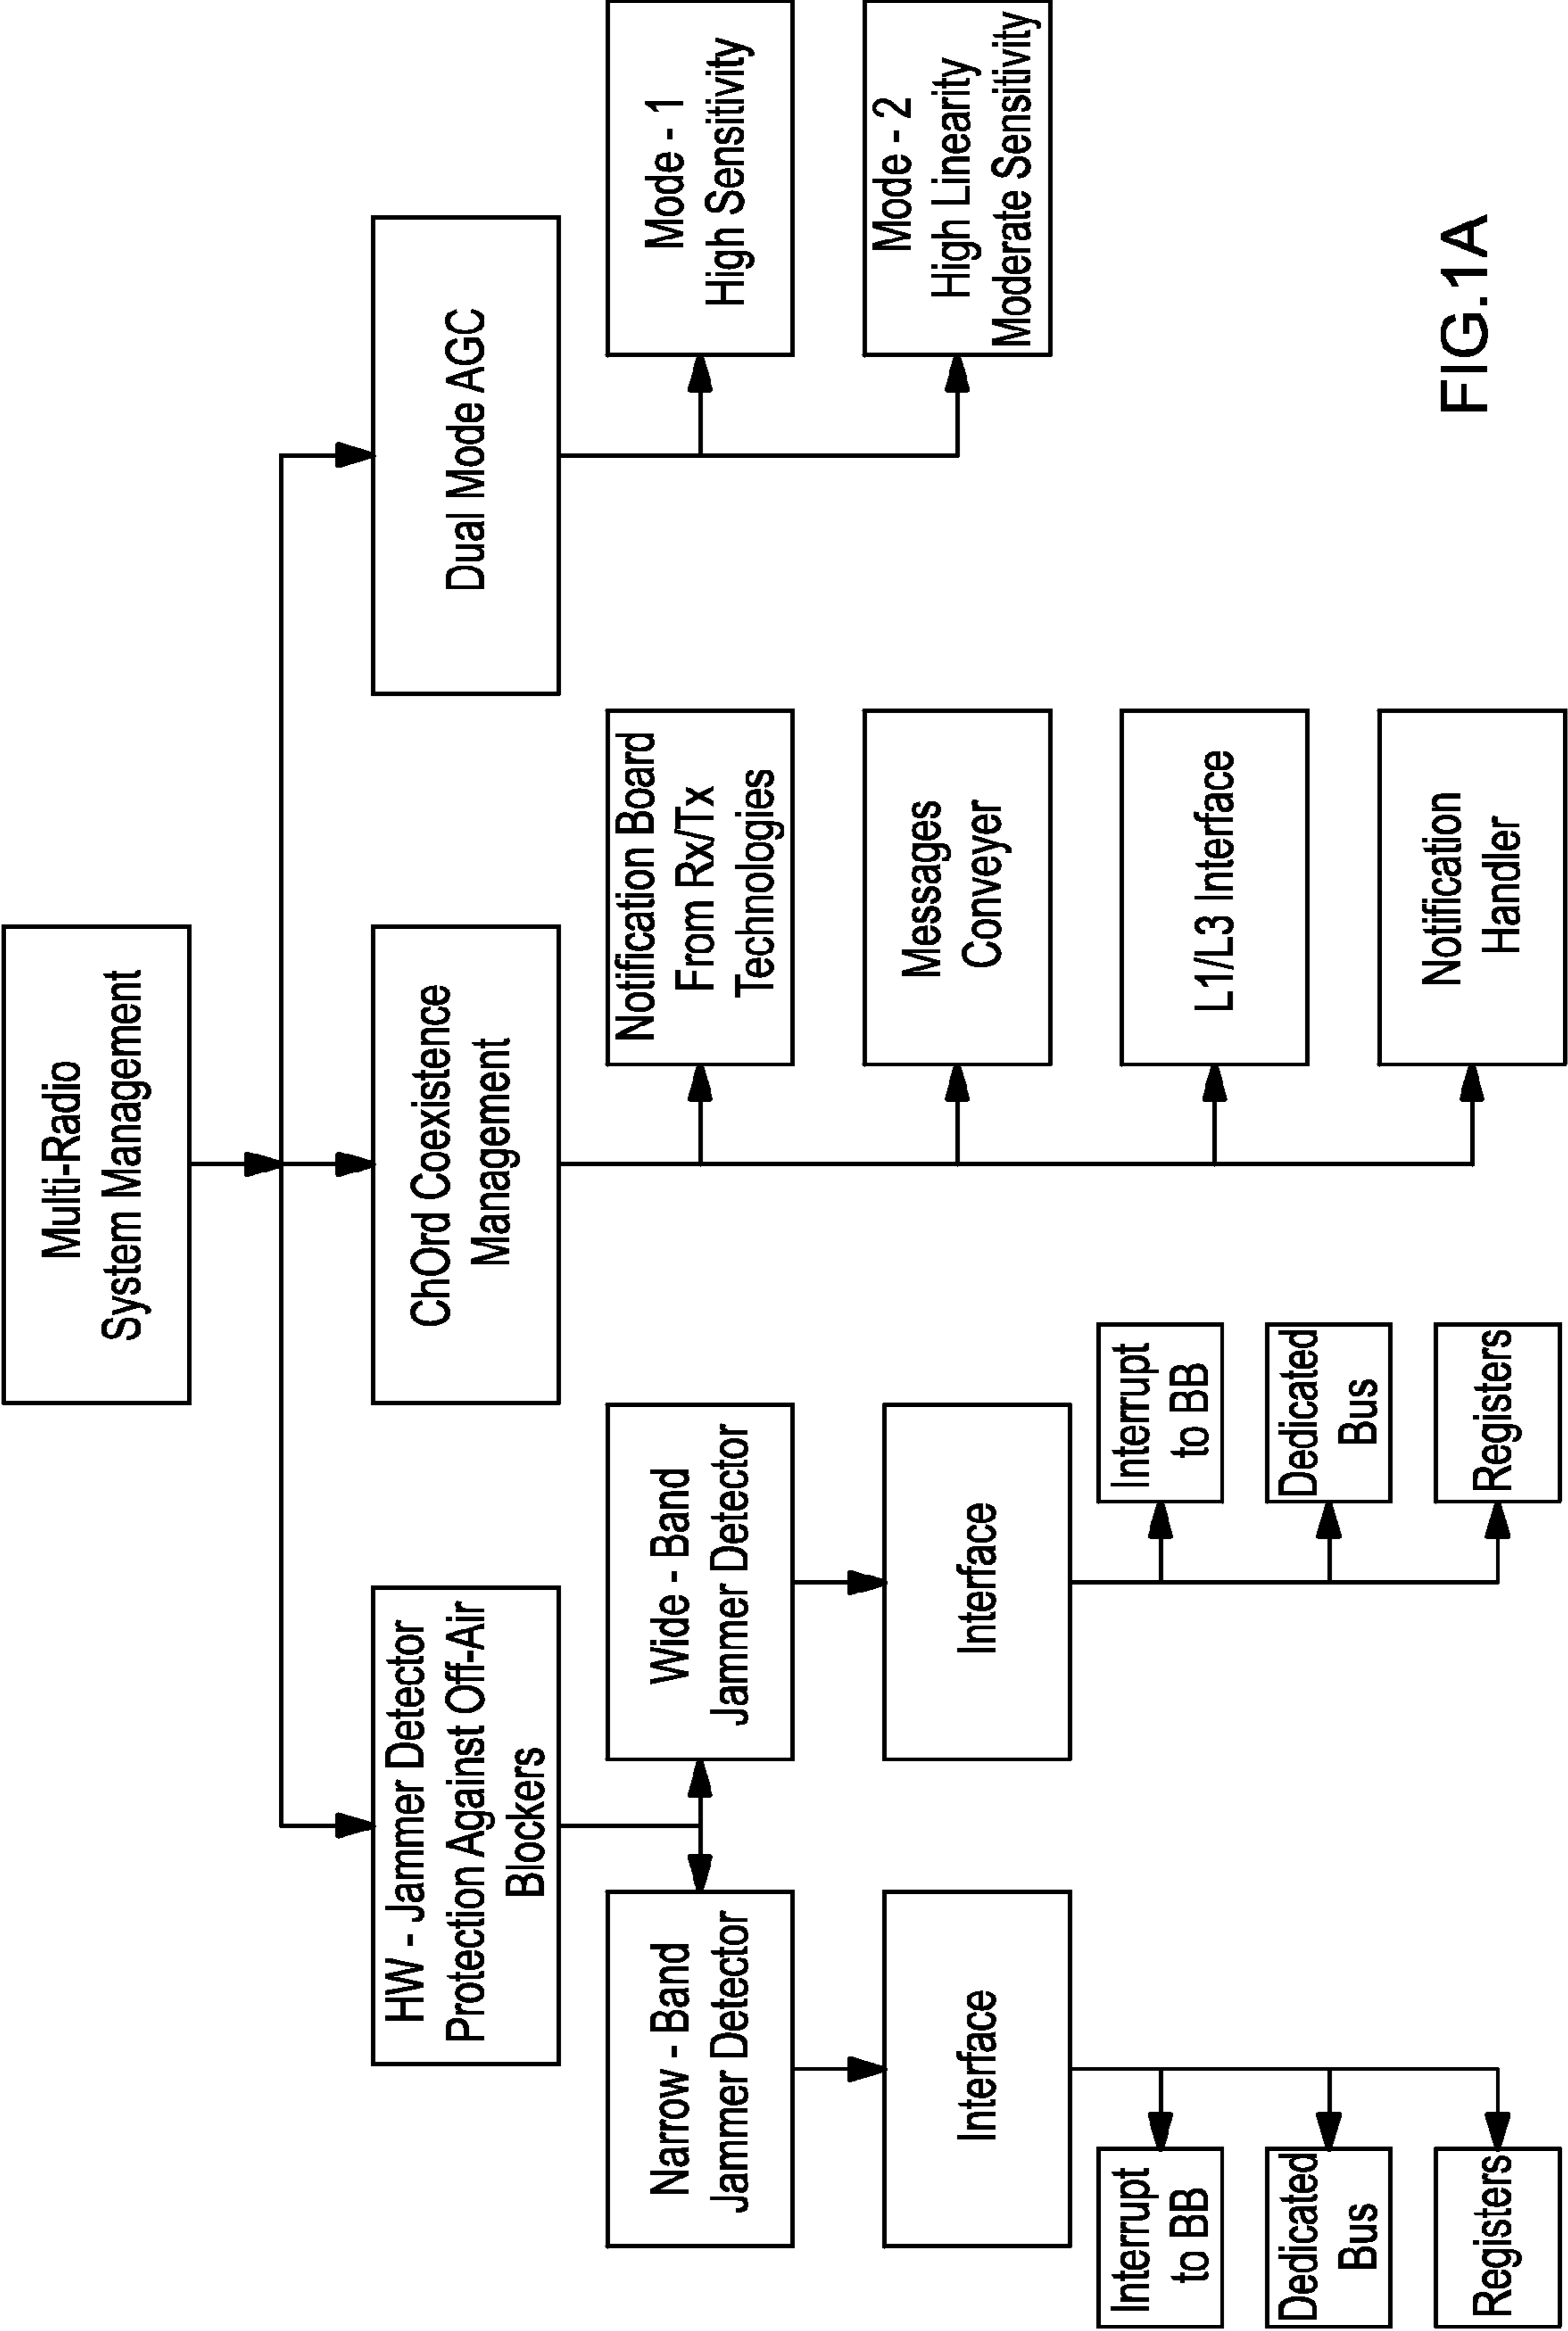 Multi-Radio
System Management
HW - Jammer Detector
Protection Against Off-Air
Blockers
ChOrd Coexistence
Management
Dual Mode AGC
Narrow - Band
Jammer Detector
Wide - Band
Jammer Detector
Notification Board
From Rx/Tx
Technologies
Mode - 1
High Sensitivity
Interface
Interface
Messages
Conveyer
Mode - 2
High Linearity
Moderate Sensitivity
Interrupt
to BB
Interrupt
to BB
L1/L3 Interface
Dedicated
Bus
Dedicated
Bus
Notification
Handler
Registers
Registers
FIG.1A